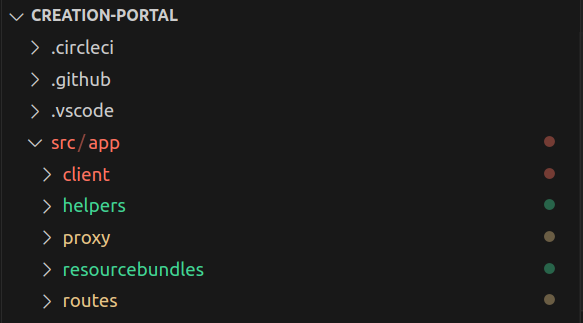 CREATION-PORTAL
.circleci
.github
.vscode
src/app
client
helpers
proxy
resourcebundles
routes